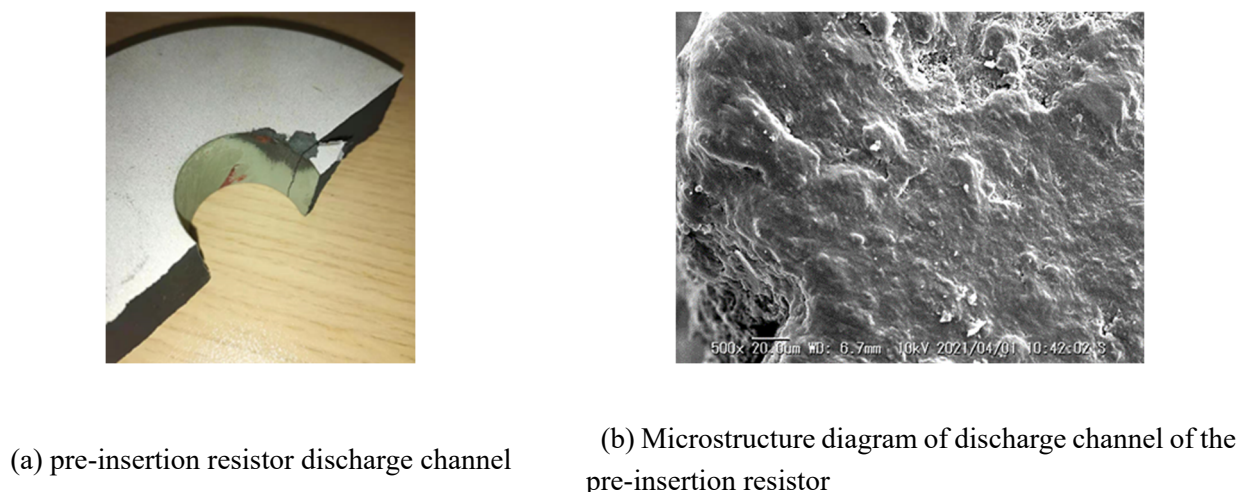 500x 20.0um WD: 6.7mm 10kV 2021/04/01 10:42:02 S
(a) pre-insertion resistor discharge channel
(b) Microstructure diagram of discharge channel of the
pre-insertion resistor